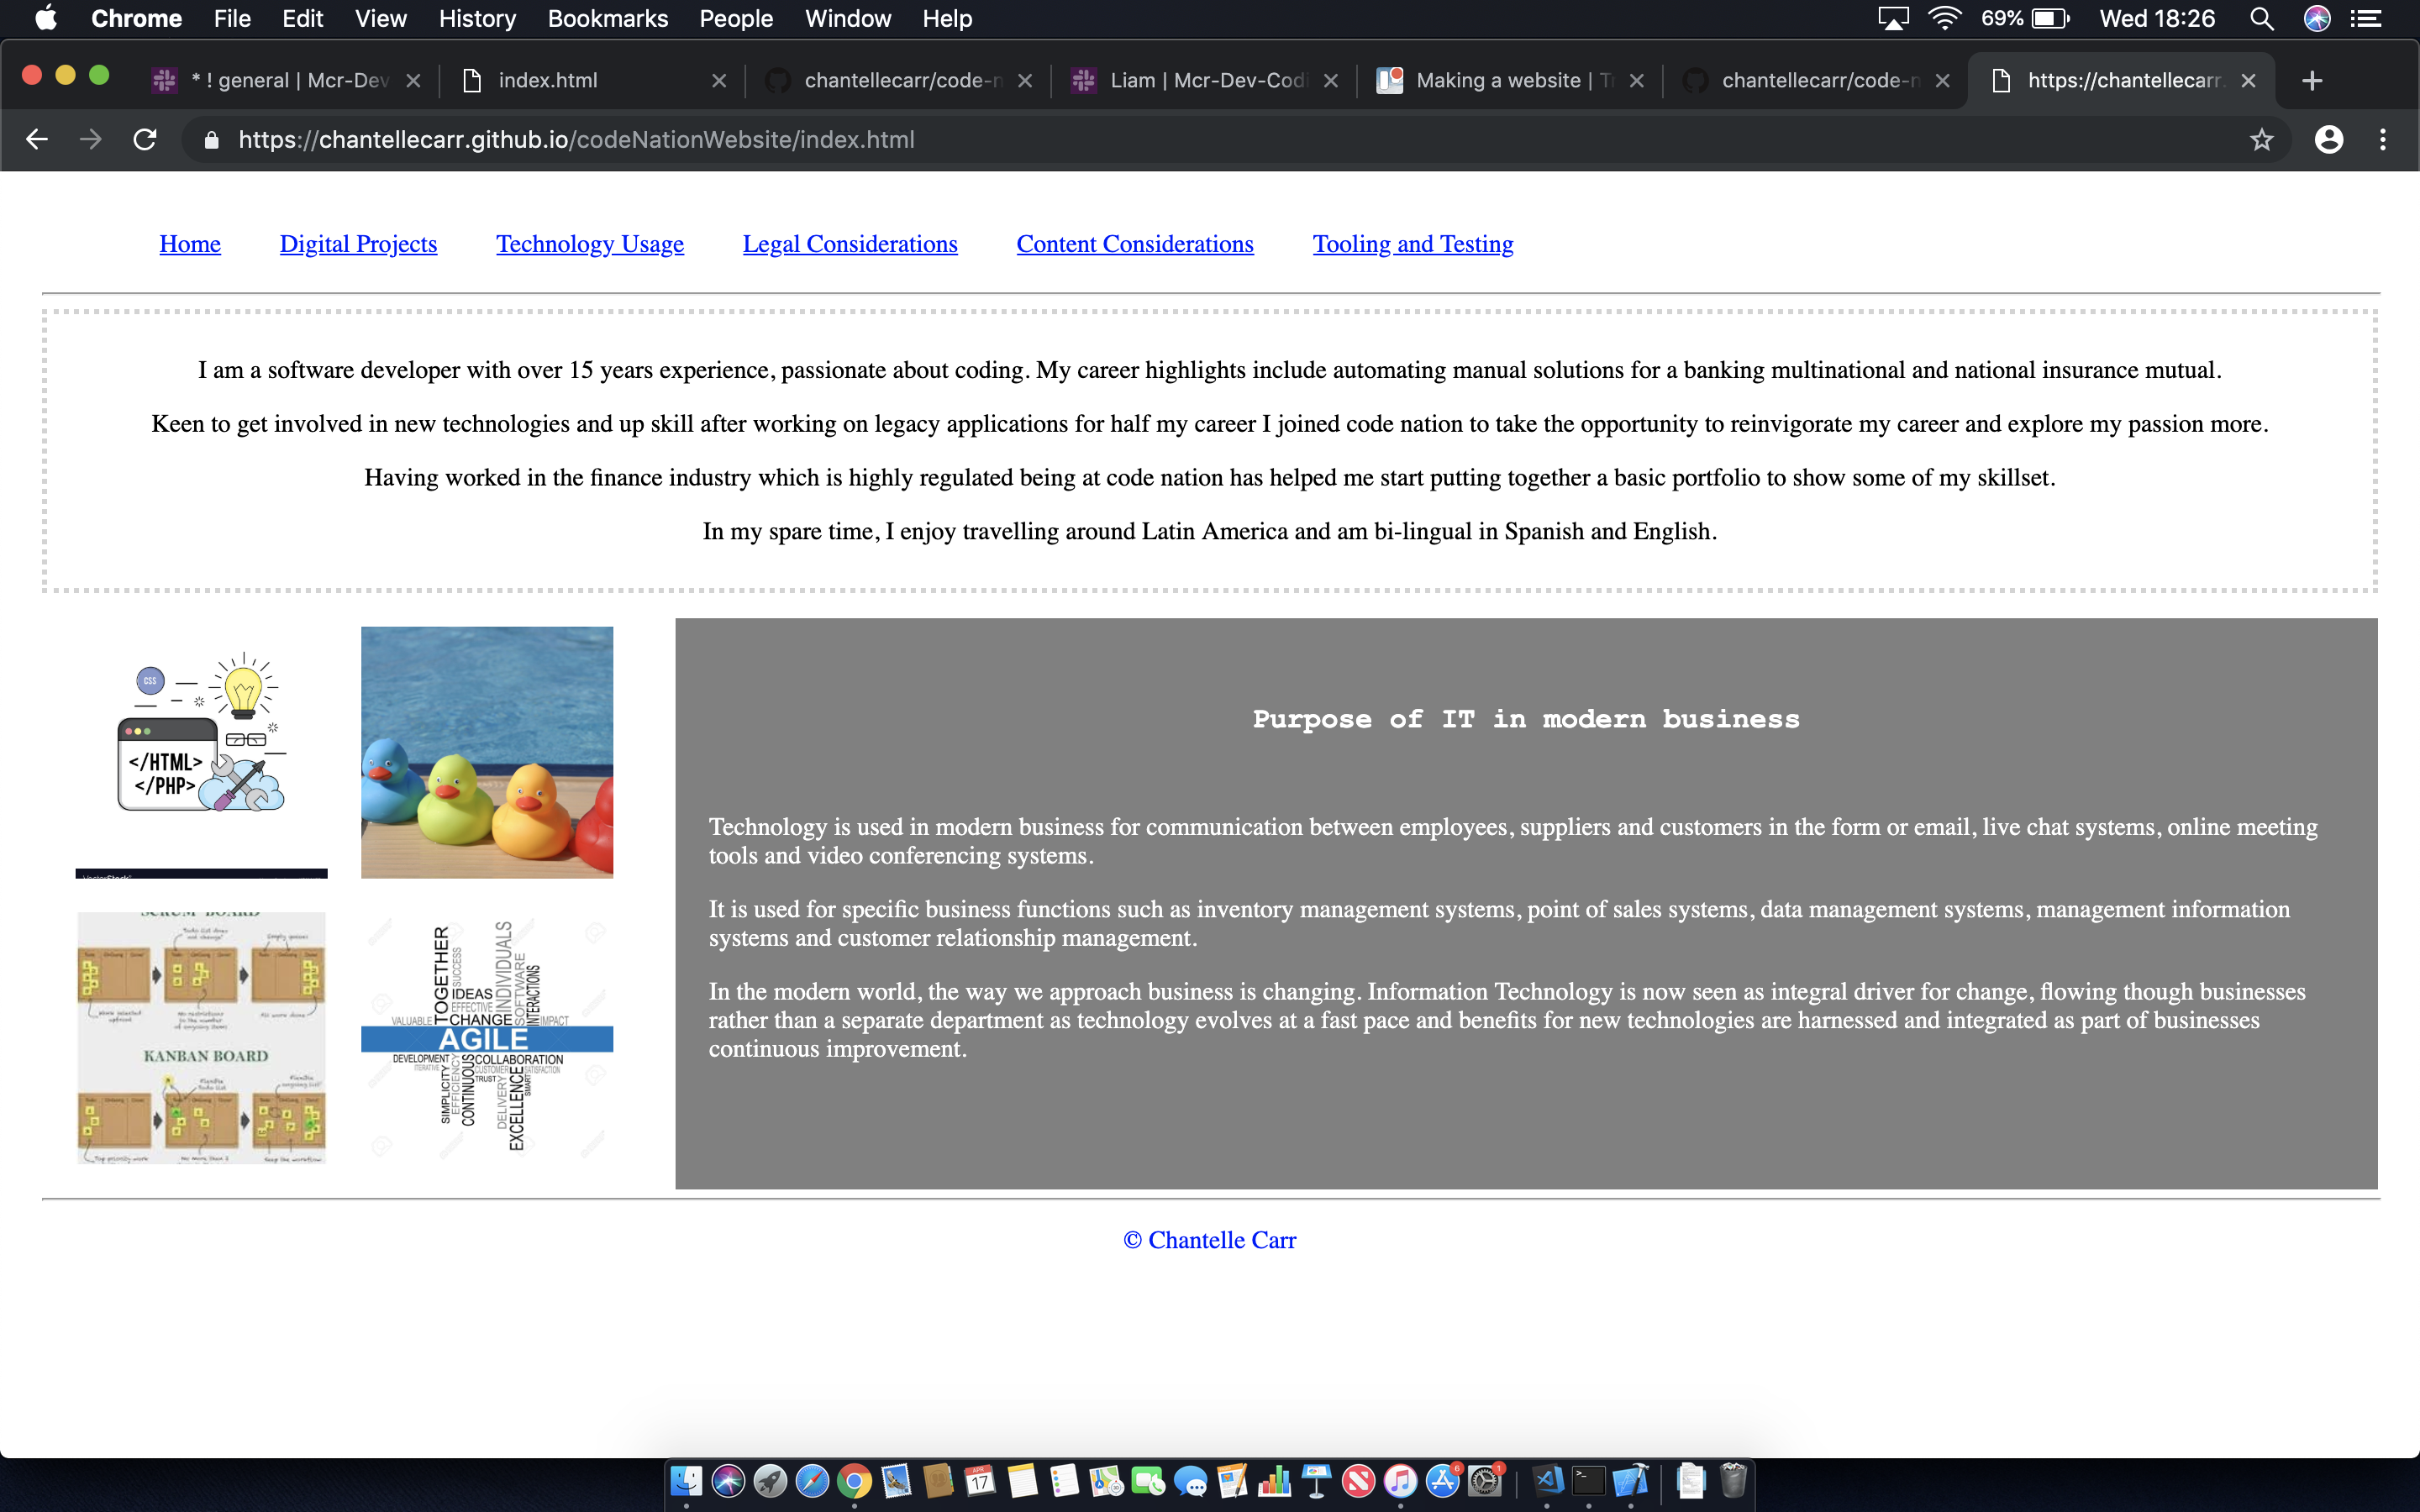 Chrome File Edit View History Bookmarks People Window Help 69% Wed 18:26
* ! general | Mcr-Dev index.html chantellecarr/code-n Liam | Mcr-Dev-Codi Making a website | Tr chantellecarr/code-n https://chantellecarr.
https://chantellecarr.github.io/codeNationWebsite/index.html
Home Digital Projects Technology Usage Legal Considerations Content Considerations Tooling and Testing
I am a software developer with over 15 years experience, passionate about coding. My career highlights include automating manual solutions for a banking multinational and national insurance mutual.
Keen to get involved in new technologies and up skill after working on legacy applications for half my career I joined code nation to take the opportunity to reinvigorate my career and explore my passion more.
Having worked in the finance industry which is highly regulated being at code nation has helped me start putting together a basic portfolio to show some of my skillset.
In my spare time, I enjoy travelling around Latin America and am bi-lingual in Spanish and English.
CSS
</HTML>
</PHP>
SCRUM BOARD
KANBAN BOARD
TOGETHER
SUCCESS
INDIVIDUALS
SOFTWARE
INTERACTIONS
IDEAS
EFFECTIVE
VALUABLE CHANGE IMPACT
AGILE
DEVELOPMENT COLLABORATION
ITERATIVE CUSTOMER SATISFACTION
TRUST
SIMPLICITY
EFFICIENCY
CONTINUOUS
DELIVERY
EXCELLENCE
SMART
Purpose of IT in modern business
Technology is used in modern business for communication between employees, suppliers and customers in the form or email, live chat systems, online meeting
tools and video conferencing systems.
It is used for specific business functions such as inventory management systems, point of sales systems, data management systems, management information
systems and customer relationship management.
In the modern world, the way we approach business is changing. Information Technology is now seen as integral driver for change, flowing though businesses
rather than a separate department as technology evolves at a fast pace and benefits for new technologies are harnessed and integrated as part of businesses
continuous improvement.
© Chantelle Carr
APR
17
6
1